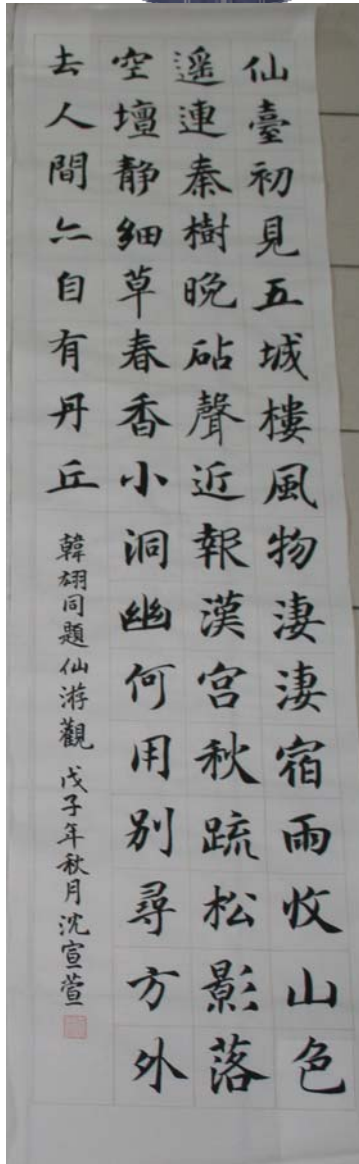 仙臺初見五城樓風物淒淒宿雨收山色
遥連秦樹晚砧聲近報漢宮秋疏松影落
空壇静細草春香小洞幽何用別尋方外
去人間亦自有丹丘
韓翃同題仙游觀 戊子年秋月沈宣萱